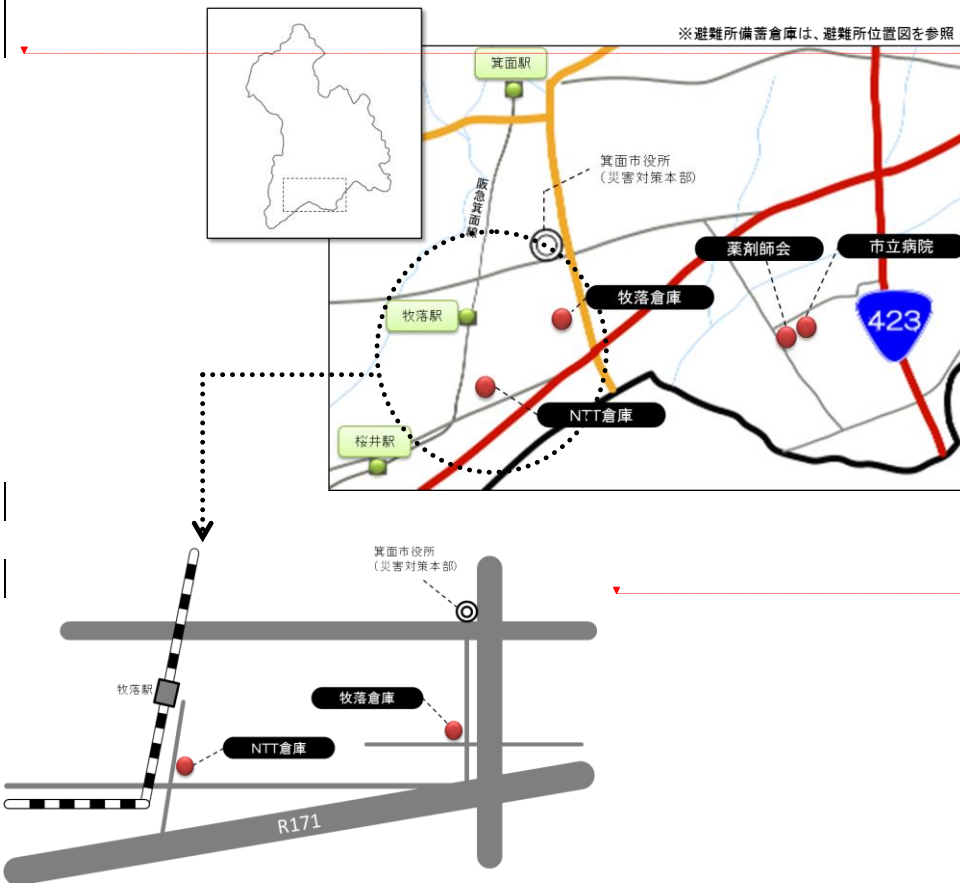 ※避難所備蓄倉庫は、避難所位置図を参照
箕面駅
箕面市役所
(災害対策本部)
阪急箕面線
薬剤師会
市立病院
牧落倉庫
牧落駅
423
NTT倉庫
桜井駅
箕面市役所
(災害対策本部)
牧落駅
牧落倉庫
NTT倉庫
R171